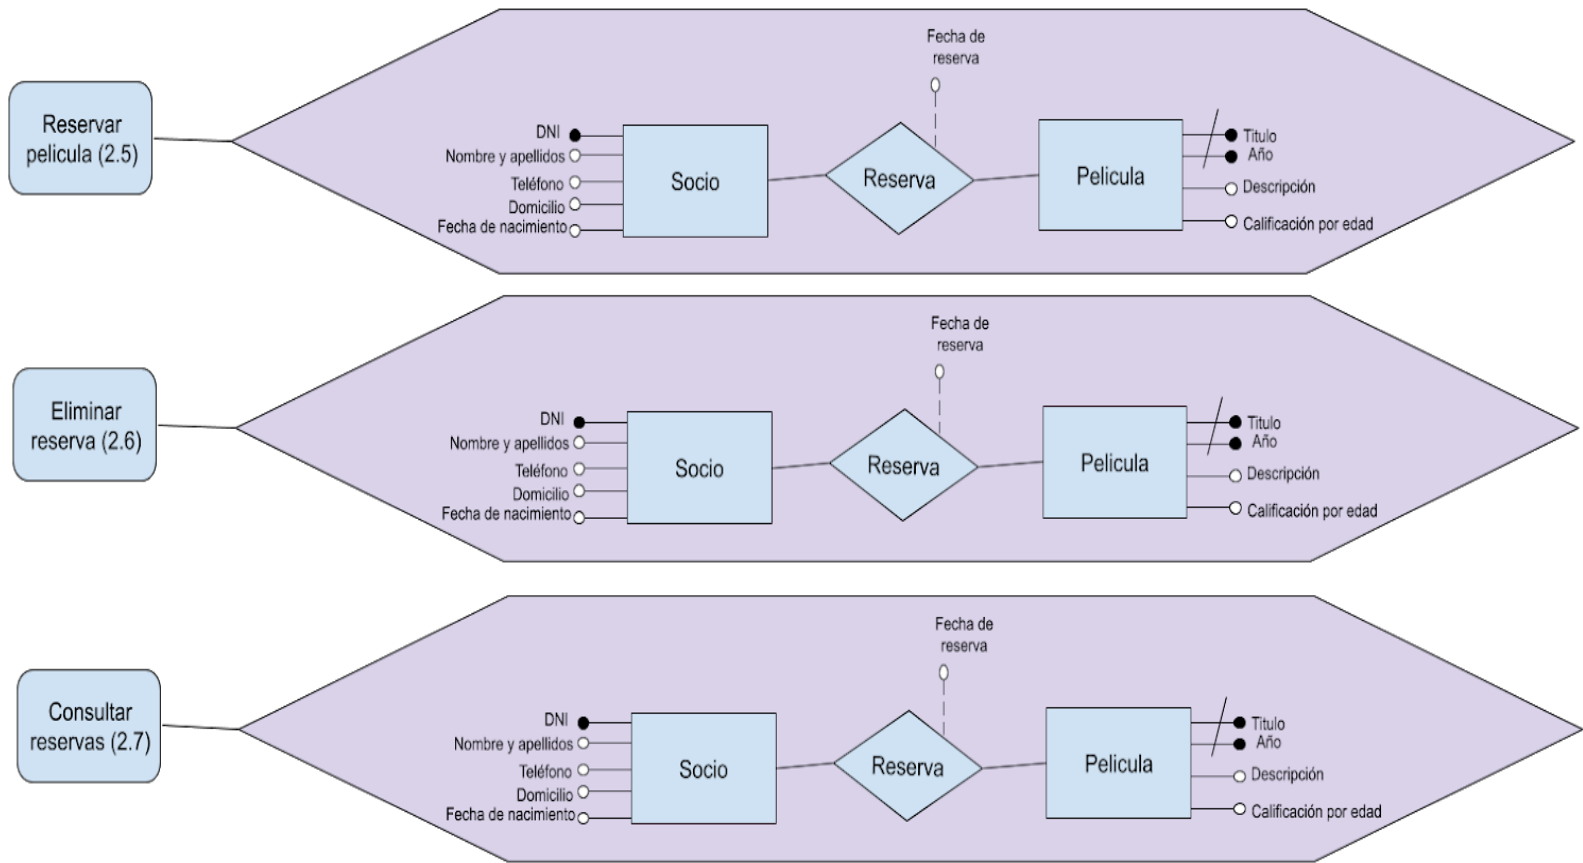 Reservar
pelicula (2.5)
Fecha de
reserva
DNI
Nombre y apellidos
Teléfono
Domicilio
Fecha de nacimiento
Socio
Reserva
Pelicula
Titulo
Año
Descripción
Calificación por edad
Eliminar
reserva (2.6)
Fecha de
reserva
DNI
Nombre y apellidos
Teléfono
Domicilio
Fecha de nacimiento
Socio
Reserva
Pelicula
Titulo
Año
Descripción
Calificación por edad
Consultar
reservas (2.7)
Fecha de
reserva
DNI
Nombre y apellidos
Teléfono
Domicilio
Fecha de nacimiento
Socio
Reserva
Pelicula
Titulo
Año
Descripción
Calificación por edad